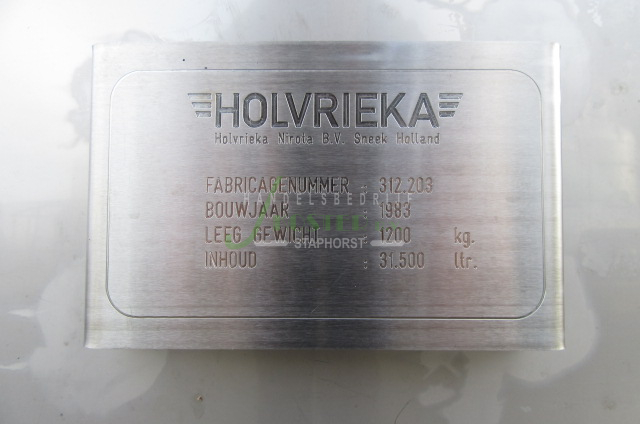 HOLVRIEKA
Holvrieka Nirota B.V. Sneek Holland
FABRICAGENUMMER : 312.203
HANDELSBEDRIJF
BOUWJAAR : 1983
LEEG GEWICHT : 1200 kg.
STAPHORST
INHOUD : 31.500 ltr.